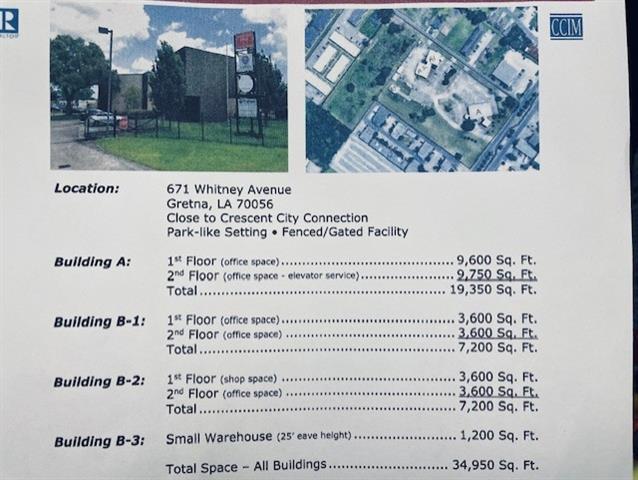 R
CCIM
Location: 671 Whitney Avenue
Gretna, LA 70056
Close to Crescent City Connection
Park-like Setting • Fenced/Gated Facility
Building A: 1st Floor (office space) 9,600 Sq. Ft.
2nd Floor (office space - elevator service) 9,750 Sq. Ft.
Total 19,350 Sq. Ft.
Building B-1: 1st Floor (office space) 3,600 Sq. Ft.
2nd Floor (office space) 3,600 Sq. Ft.
Total 7,200 Sq. Ft.
Building B-2: 1st Floor (shop space) 3,600 Sq. Ft.
2nd Floor (office space) 3,600 Sq. Ft.
Total 7,200 Sq. Ft.
Building B-3: Small Warehouse (25' eave height) 1,200 Sq. Ft.
Total Space – All Buildings 34,950 Sq. Ft.